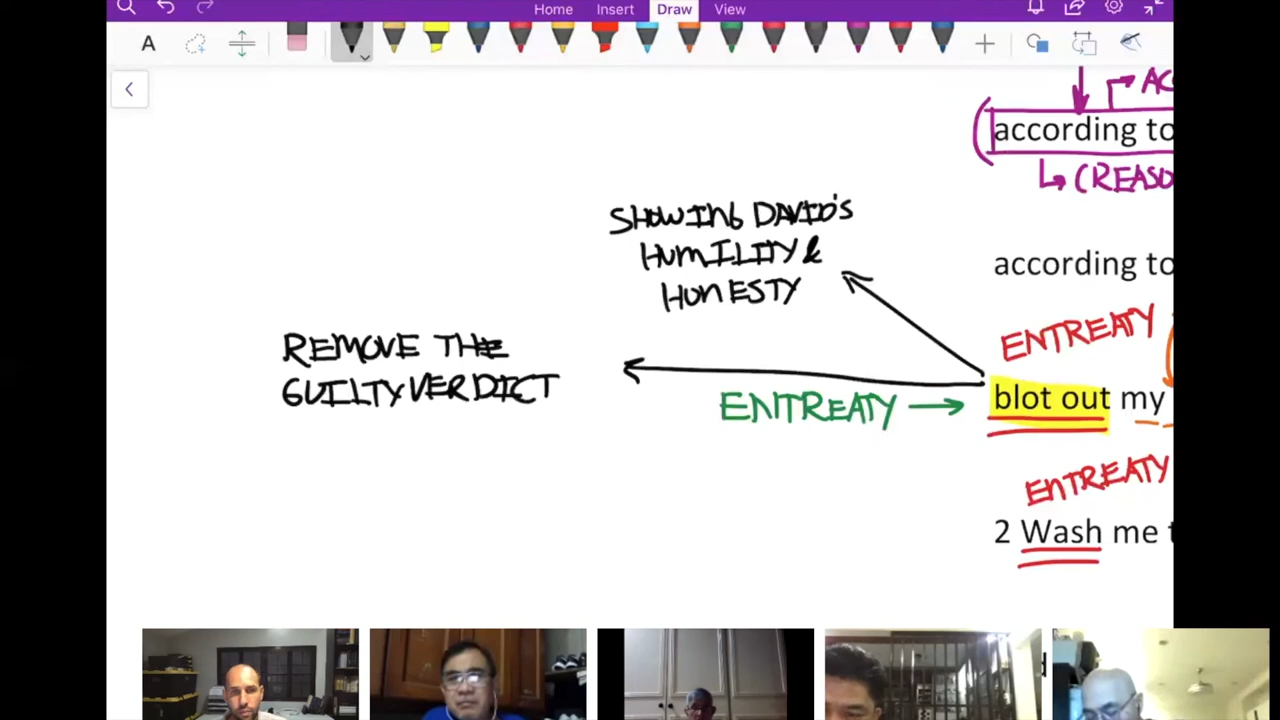 Home Insert Draw View
A
AC
according to
(REASO
SHOWING DAVID'S
HUMILITY &
HONESTY
according to
ENTREATY
REMOVE THE
GUILTY VERDICT
ENTREATY
blot out my
ENTREATY
2 Wash me t